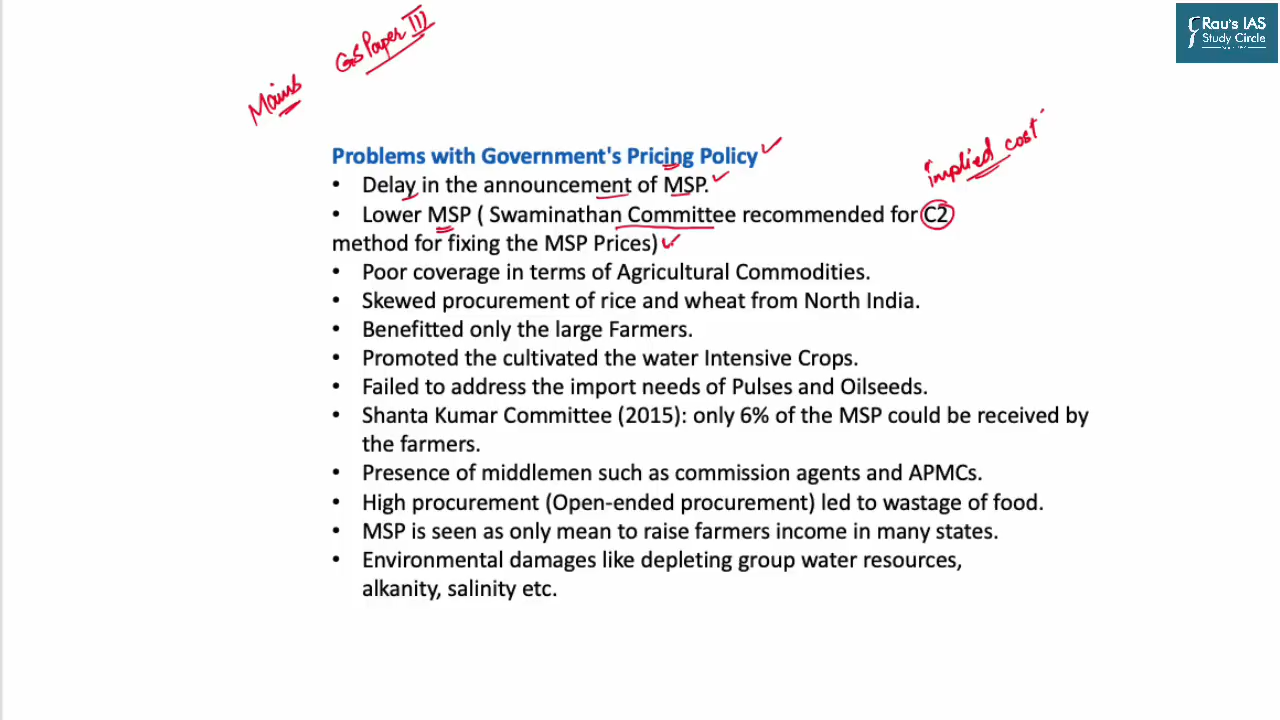 Mains GS Paper III
Rau's IAS
Study Circle
implied cost
Problems with Government's Pricing Policy
• Delay in the announcement of MSP.
• Lower MSP ( Swaminathan Committee recommended for C2
method for fixing the MSP Prices)
• Poor coverage in terms of Agricultural Commodities.
• Skewed procurement of rice and wheat from North India.
• Benefitted only the large Farmers.
• Promoted the cultivated the water Intensive Crops.
• Failed to address the import needs of Pulses and Oilseeds.
• Shanta Kumar Committee (2015): only 6% of the MSP could be received by
the farmers.
• Presence of middlemen such as commission agents and APMCs.
• High procurement (Open-ended procurement) led to wastage of food.
• MSP is seen as only mean to raise farmers income in many states.
• Environmental damages like depleting group water resources,
alkanity, salinity etc.